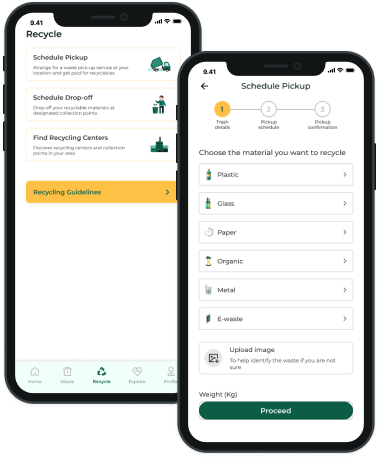 9.41
Recycle
Schedule Pickup
Arrange for a waste pick-up service at your
location and get paid for recyclables
Schedule Drop-off
Drop off your recyclable materials at
designated collection points
Find Recycling Centers
Discover recycling centers and collection
points in your area
Recycling Guidelines
Home
Waste
Recycle
Explore
9.41
Schedule Pickup
1
2
3
Trash
details
Pickup
schedule
Pickup
confirmation
Choose the material you want to recycle
Plastic
Glass
Paper
Organic
Metal
E-waste
Upload image
To help identify the waste if you are not
sure
Weight (Kg)
Proceed